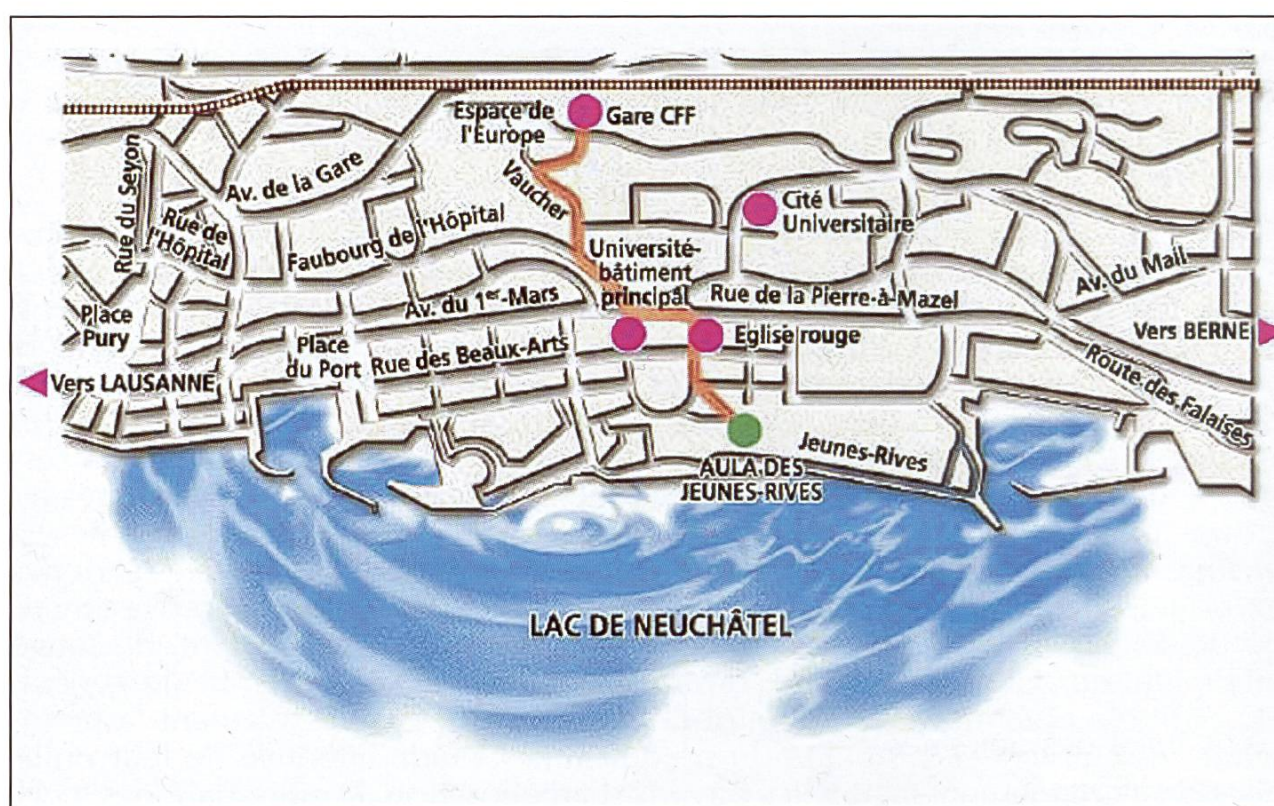 Espace de
l'Europe
Gare CFF
Vaucher
Rue du Seyon
Av. de la Gare
Rue de
l'Hôpital
Faubourg de l'Hôpital
Cité
Universitaire
Université-
bâtiment
principal
Av. du 1er-Mars
Rue de la Pierre-à-Mazel
Av. du Mail
Place
Pury
Place
du Port
Rue des Beaux-Arts
Eglise rouge
Vers BERNE
Vers LAUSANNE
Route des Falaises
Jeunes-Rives
AULA DES
JEUNES-RIVES
LAC DE NEUCHÂTEL